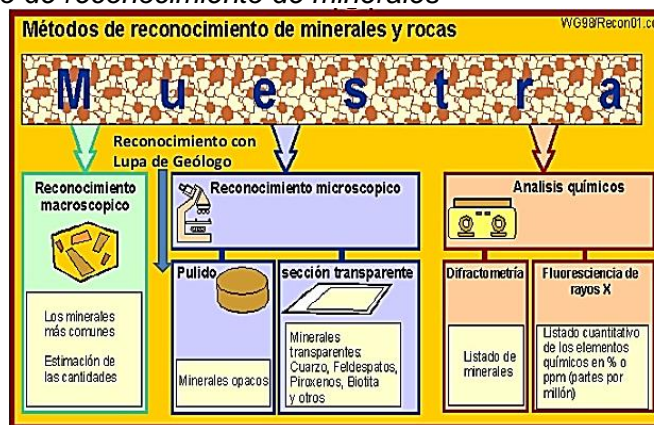 de reconocimiento de minerales
Métodos de reconocimiento de minerales y rocas
WG98/Recon01.c
Muestra
Reconocimiento con
Lupa de Geólogo
Reconocimiento
macroscopico
Reconocimiento microscopico
Analisis químicos
Pulido
sección transparente
Difractometría
Fluoresciencia de
rayos X
Los minerales
más comunes
Estimación de
las cantidades
Minerales opacos
Minerales
transparentes:
Cuarzo, Feldespatos,
Piroxenos, Biotita
y otros
Listado de
minerales
Listado cuantitativo
de los elementos
químicos en % o
ppm (partes por
millón)